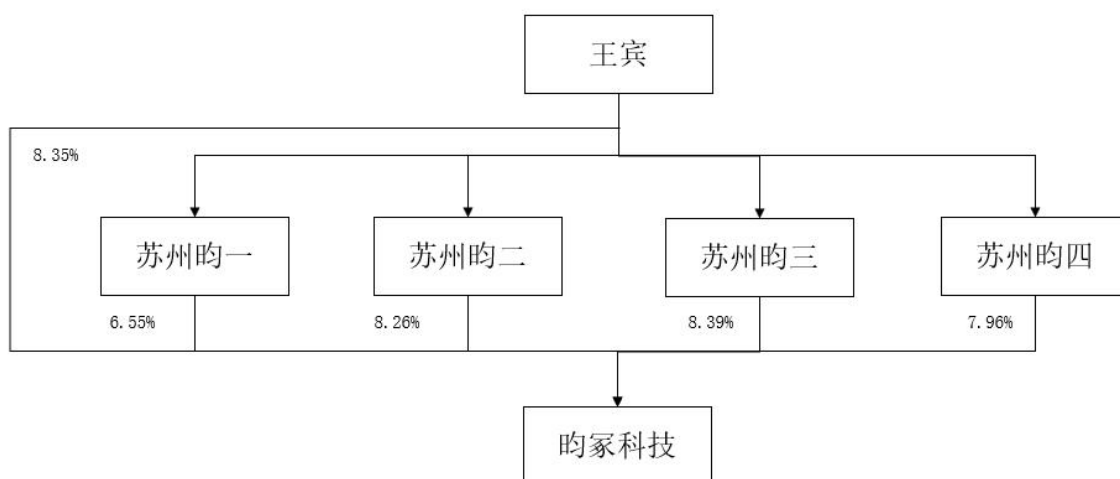 王宾
8.35%
苏州昀一
苏州昀二
苏州昀三
苏州昀四
6.55%
8.26%
8.39%
7.96%
昀冢科技